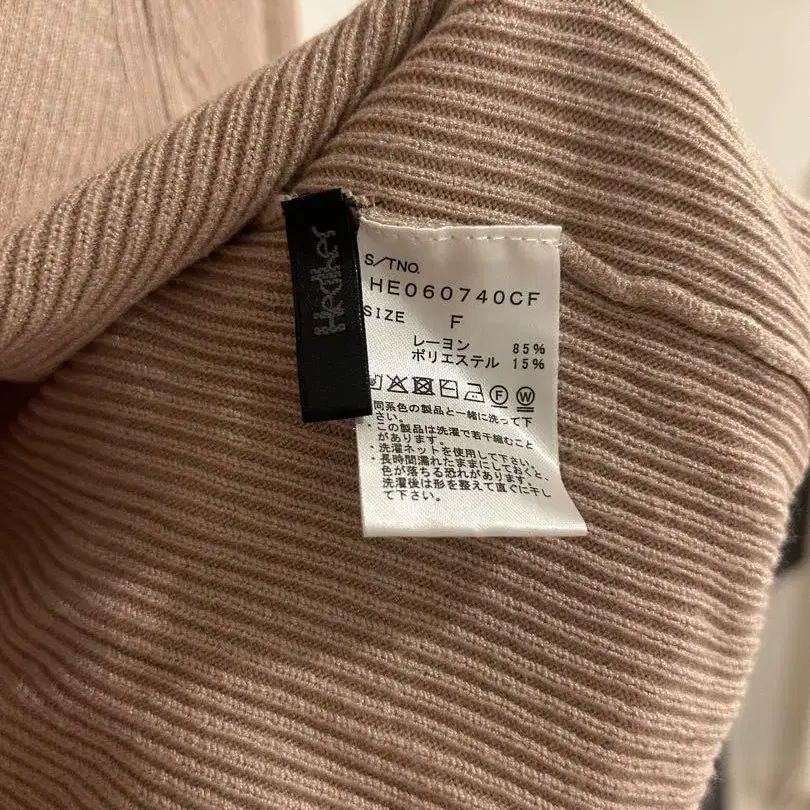 Hedher
S/TNO.
HE060740CF
SIZE F
レーヨン 85%
ポリエステル 15%
F W
同系色の製品と一緒に洗って下
さい。
・この製品は洗濯で若干縮むこと
があります。
・洗濯ネットを使用して下さい。
・長時間濡れたままにしておくと、
色が落ちる恐れがあります。
洗濯後は形を整えて直ぐに干し
て下さい。